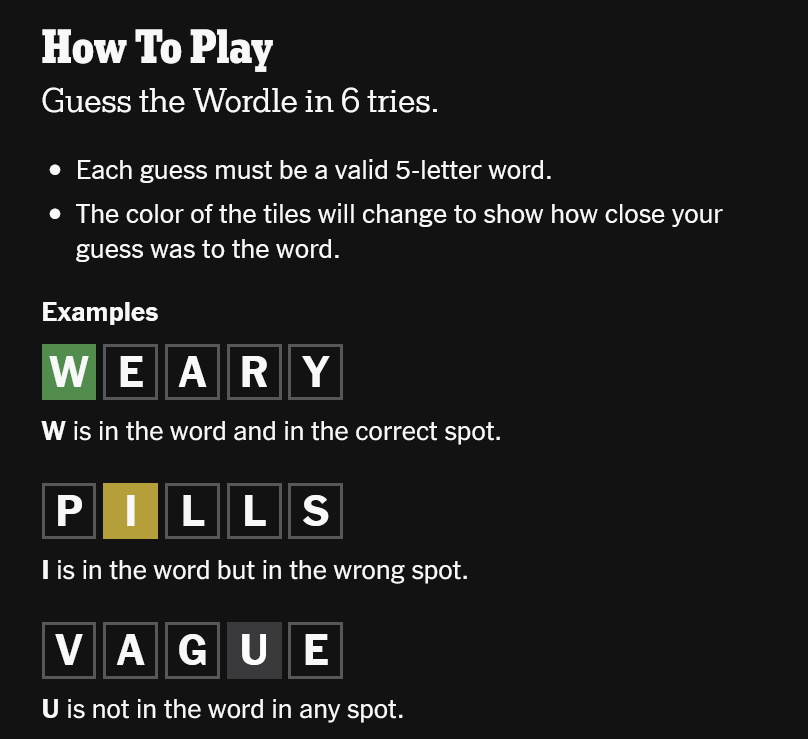 How To Play
Guess the Wordle in 6 tries.
• Each guess must be a valid 5-letter word.
• The color of the tiles will change to show how close your
guess was to the word.
Examples
W E A R Y
W is in the word and in the correct spot.
P I L L S
I is in the word but in the wrong spot.
V A G U E
U is not in the word in any spot.